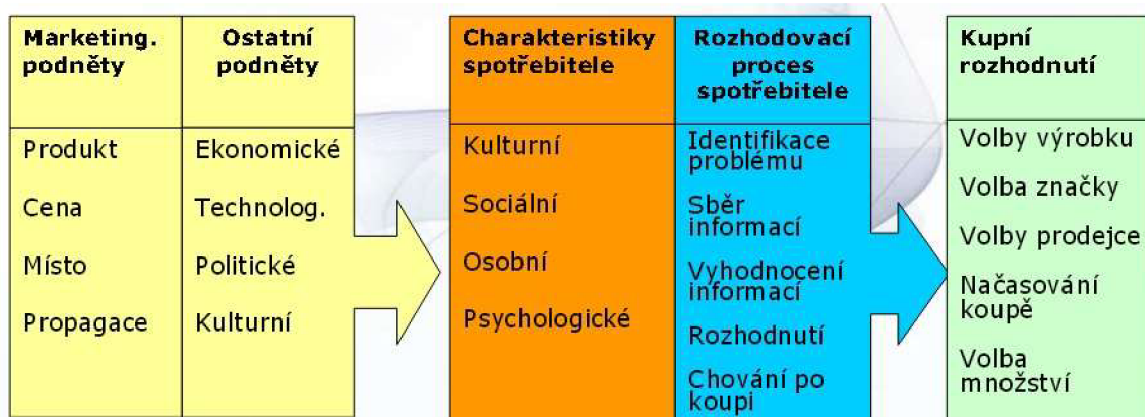 Marketing.
podněty
Ostatní
podněty
Charakteristiky
spotřebitele
Rozhodovací
proces
spotřebitele
Kupní
rozhodnutí
Produkt
Cena
Místo
Propagace
Ekonomické
Technolog.
Politické
Kulturní
Kulturní
Sociální
Osobní
Psychologické
Identifikace
problému
Sběr
informací
Vyhodnocení
informací
Rozhodnutí
Chování po
koupi
Volby výrobku
Volba značky
Volby prodejce
Načasování
koupě
Volba
množství